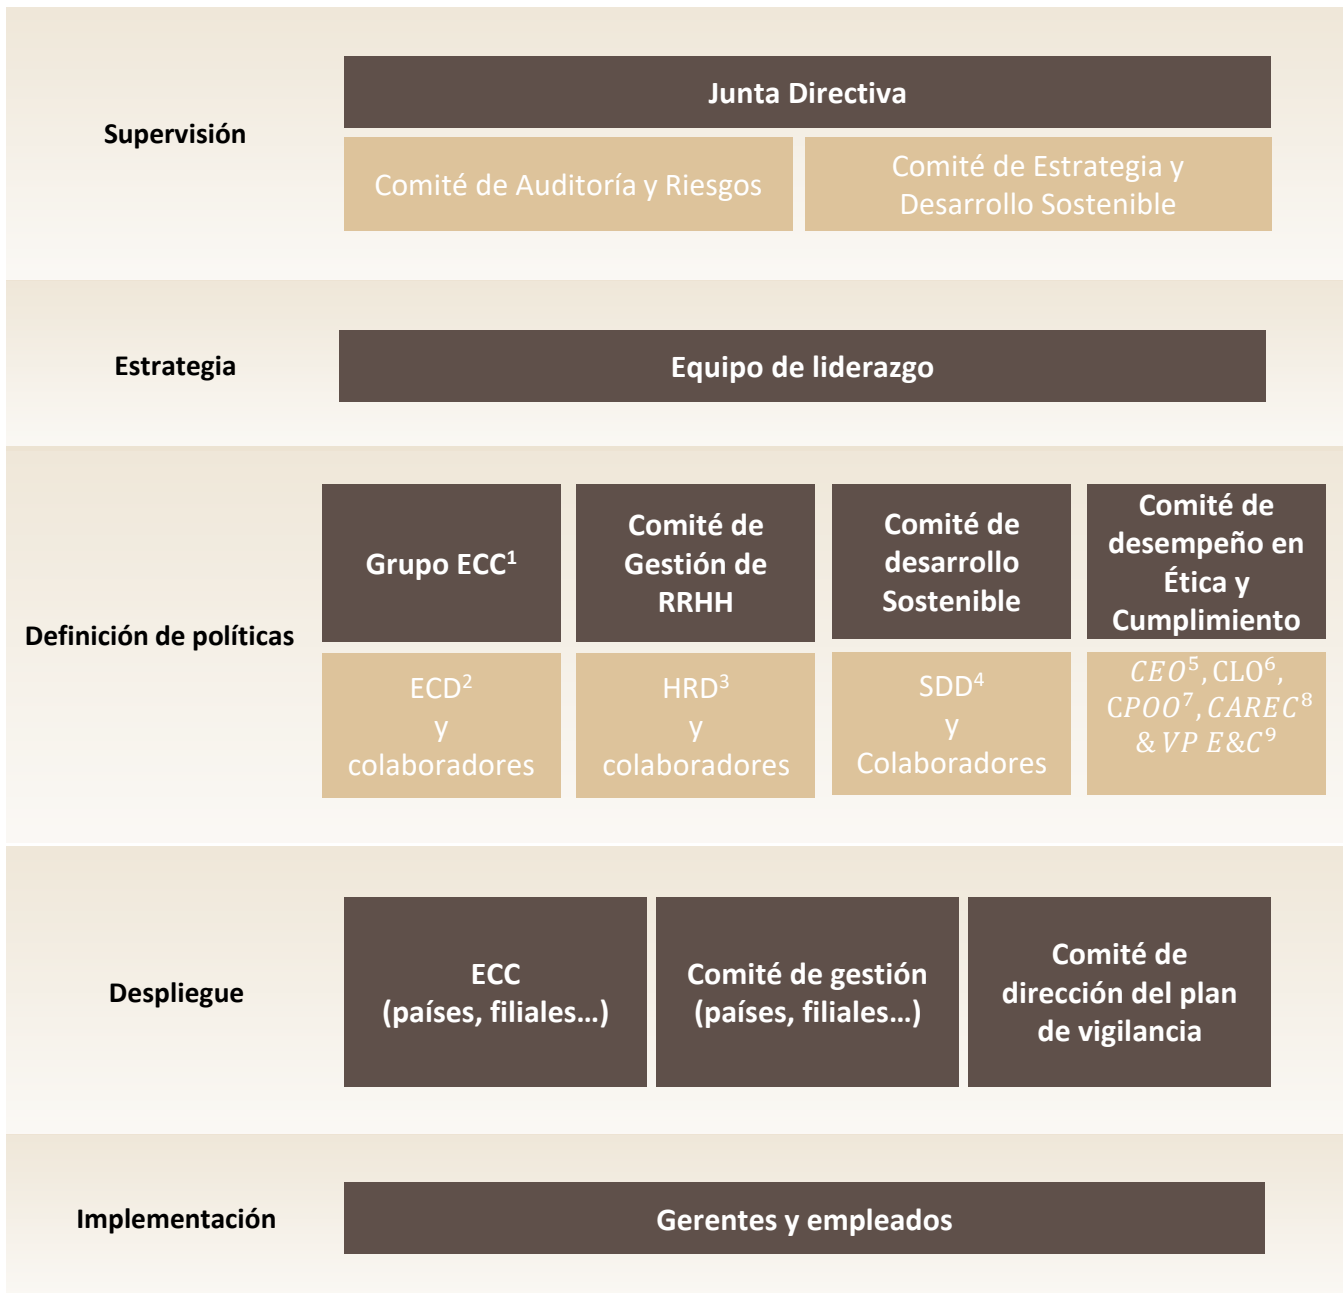 Supervisión
Junta Directiva
Comité de Auditoría y Riesgos
Comité de Estrategia y
Desarrollo Sostenible
Estrategia
Equipo de liderazgo
Definición de políticas
Grupo ECC¹
ECD²
y
colaboradores
Comité de
Gestión de
RRHH
HRD³
y
colaboradores
Comité de
desarrollo
Sostenible
SDD⁴
y
Colaboradores
Comité de
desempeño en
Ética y
Cumplimiento
CEO⁵, CLO⁶,
CPOO⁷, CAREC⁸
& VP E&C⁹
Despliegue
ECC
(países, filiales…)
Comité de gestión
(países, filiales…)
Comité de
dirección del plan
de vigilancia
Implementación
Gerentes y empleados